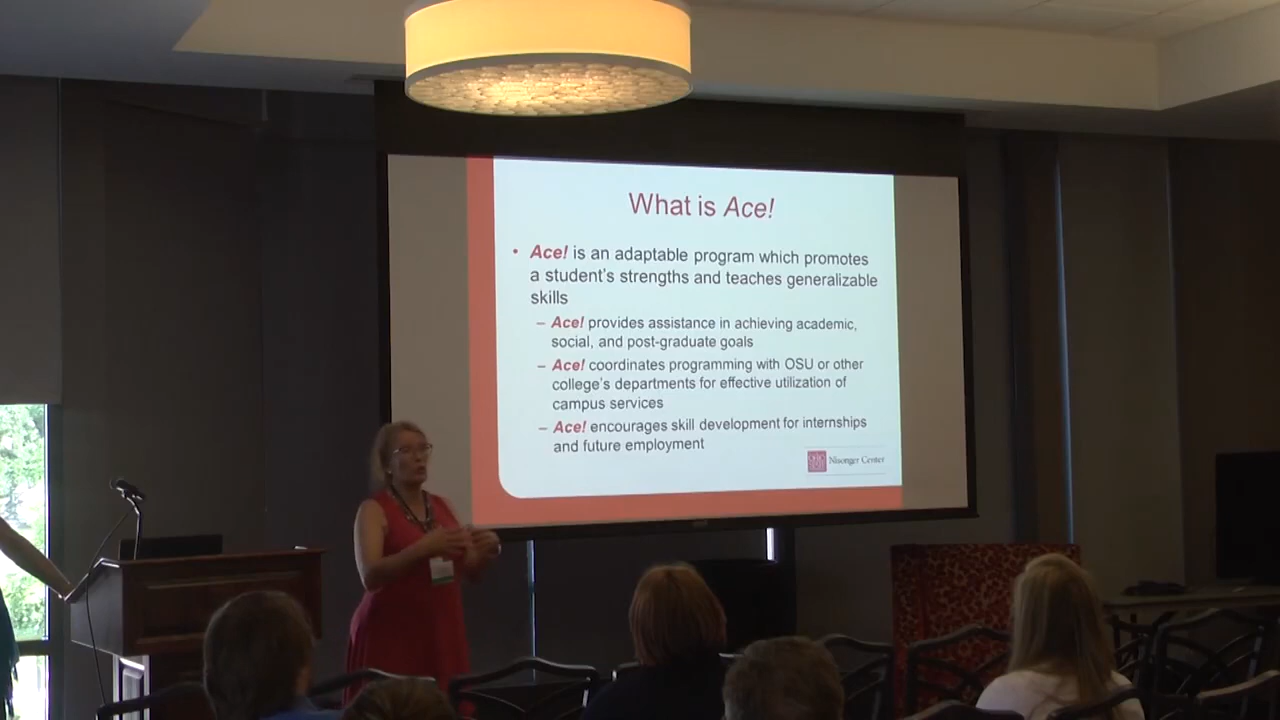 What is Ace!
• Ace! is an adaptable program which promotes
a student's strengths and teaches generalizable
skills
– Ace! provides assistance in achieving academic,
social, and post-graduate goals
– Ace! coordinates programming with OSU or other
college's departments for effective utilization of
campus services
– Ace! encourages skill development for internships
and future employment
Nisonger Center